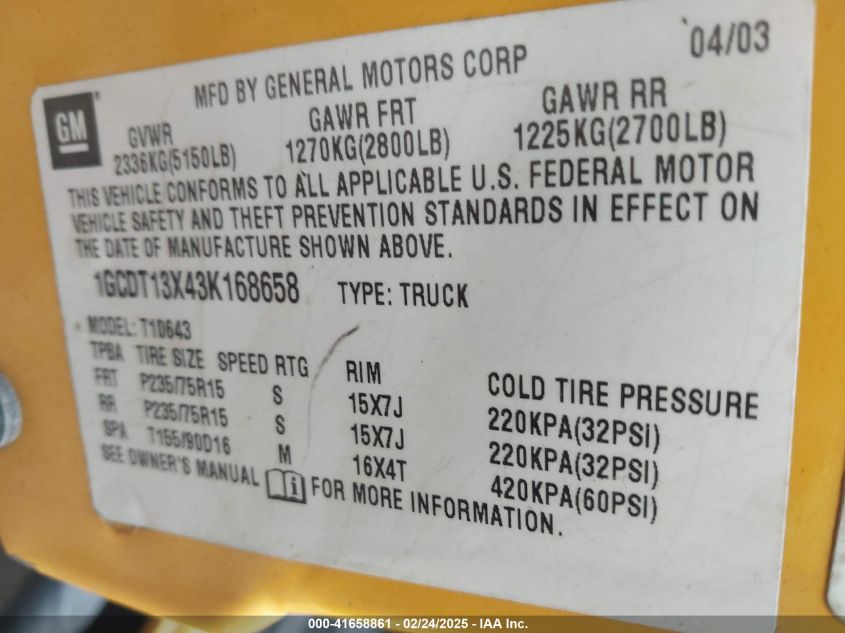 04/03
MFD BY GENERAL MOTORS CORP
GM
GVWR GAWR FRT GAWR RR
2336KG(5150LB) 1270KG(2800LB) 1225KG(2700LB)
THIS VEHICLE CONFORMS TO ALL APPLICABLE U.S. FEDERAL MOTOR
VEHICLE SAFETY AND THEFT PREVENTION STANDARDS IN EFFECT ON
THE DATE OF MANUFACTURE SHOWN ABOVE.
1GCDT13X43K168658 TYPE: TRUCK
MODEL: T10643
TPBA TIRE SIZE SPEED RTG RIM COLD TIRE PRESSURE
FRT P235/75R15 S 15X7J 220KPA(32PSI)
RR P235/75R15 S 15X7J 220KPA(32PSI)
SPA T155/90D16 M 16X4T 420KPA(60PSI)
SEE OWNER'S MANUAL i FOR MORE INFORMATION.
000-41658861 - 02/24/2025 - IAA Inc.